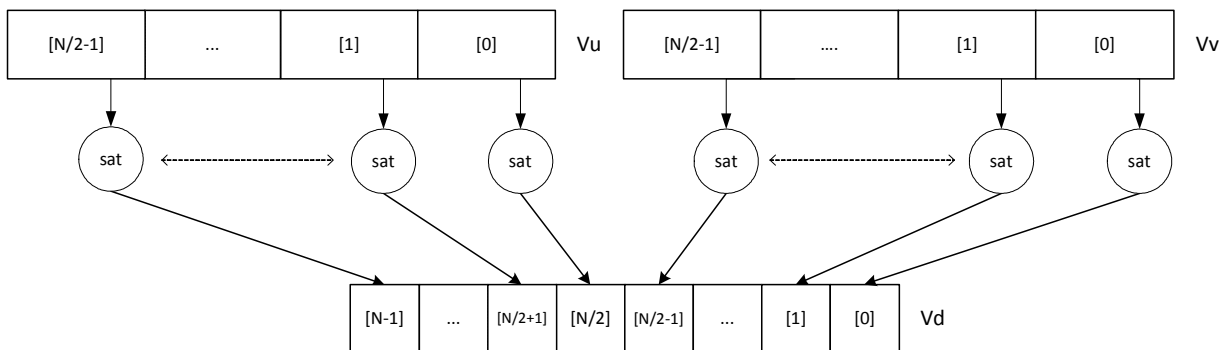 [N/2-1] ... [1] [0] Vu [N/2-1] .... [1] [0] Vv
sat sat sat sat sat sat
[N-1] ... [N/2+1] [N/2] [N/2-1] ... [1] [0] Vd